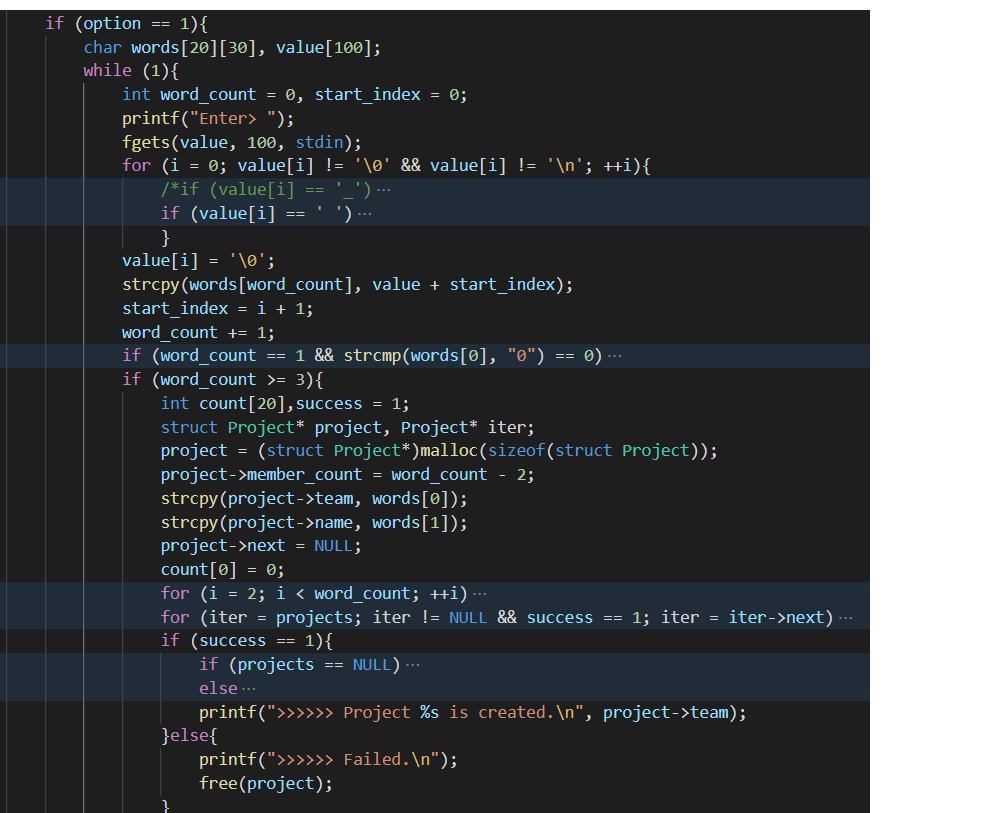 if (option == 1){
char words[20][30], value[100];
while (1){
int word_count = 0, start_index = 0;
printf("Enter> ");
fgets(value, 100, stdin);
for (i = 0; value[i] != '\0' && value[i] != '\n'; ++i){
/*if (value[i] == '_') ···
if (value[i] == ' ') ···
}
value[i] = '\0';
strcpy(words[word_count], value + start_index);
start_index = i + 1;
word_count += 1;
if (word_count == 1 && strcmp(words[0], "0") == 0) ···
if (word_count >= 3){
int count[20],success = 1;
struct Project* project, Project* iter;
project = (struct Project*)malloc(sizeof(struct Project));
project->member_count = word_count - 2;
strcpy(project->team, words[0]);
strcpy(project->name, words[1]);
project->next = NULL;
count[0] = 0;
for (i = 2; i < word_count; ++i) ···
for (iter = projects; iter != NULL && success == 1; iter = iter->next) ···
if (success == 1){
if (projects == NULL) ···
else ···
printf(">>>>>> Project %s is created.\n", project->team);
}else{
printf(">>>>>> Failed.\n");
free(project);
}